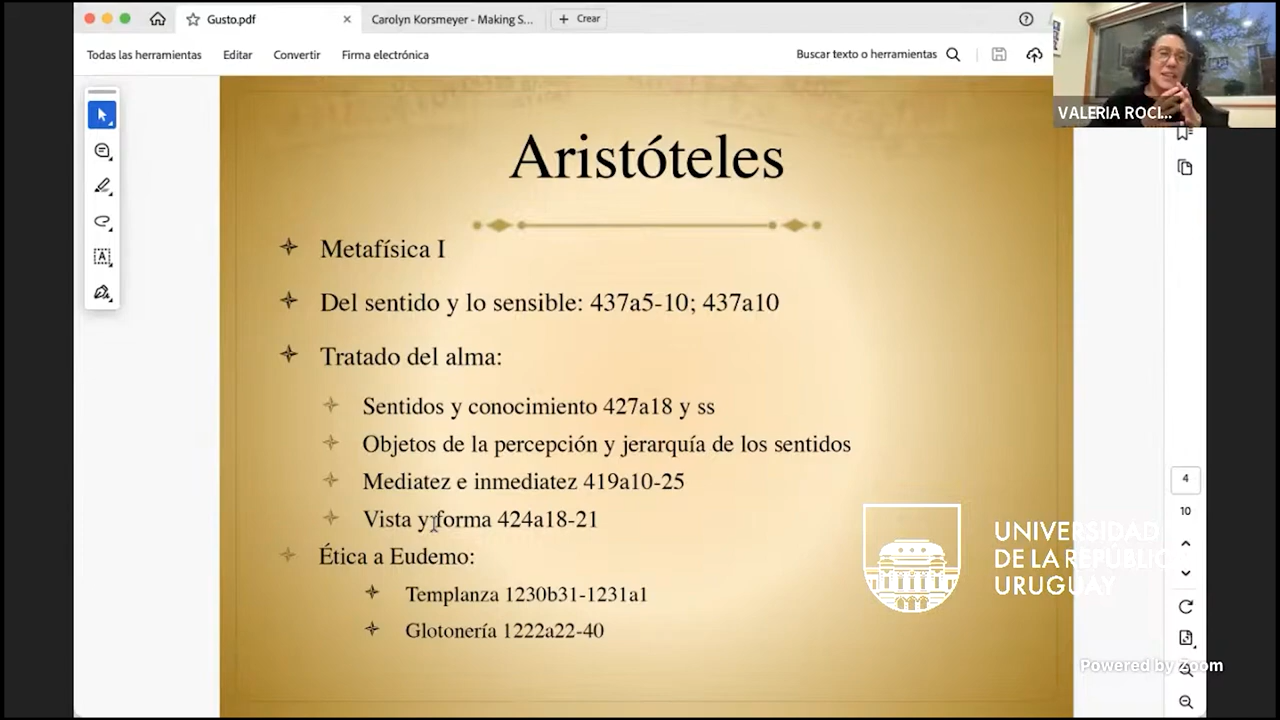 Gusto.pdf
Carolyn Korsmeyer - Making S...
Crear
Todas las herramientas
Editar
Convertir
Firma electrónica
Buscar texto o herramientas
VALERIA ROCI...
Aristóteles
Metafísica I
Del sentido y lo sensible: 437a5-10; 437a10
Tratado del alma:
Sentidos y conocimiento 427a18 y ss
Objetos de la percepción y jerarquía de los sentidos
Mediatez e inmediatez 419a10-25
Vista y forma 424a18-21
Ética a Eudemo:
Templanza 1230b31-1231a1
Glotonería 1222a22-40
4
10
UNIVERSIDAD
DE LA REPÚBLICA
URUGUAY
Powered by Zoom